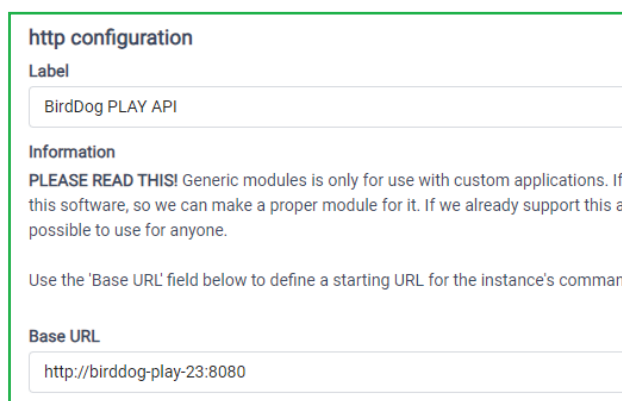 http configuration
Label
BirdDog PLAY API
Information
PLEASE READ THIS! Generic modules is only for use with custom applications. If
this software, so we can make a proper module for it. If we already support this a
possible to use for anyone.
Use the 'Base URL' field below to define a starting URL for the instance's comman
Base URL
http://birddog-play-23:8080